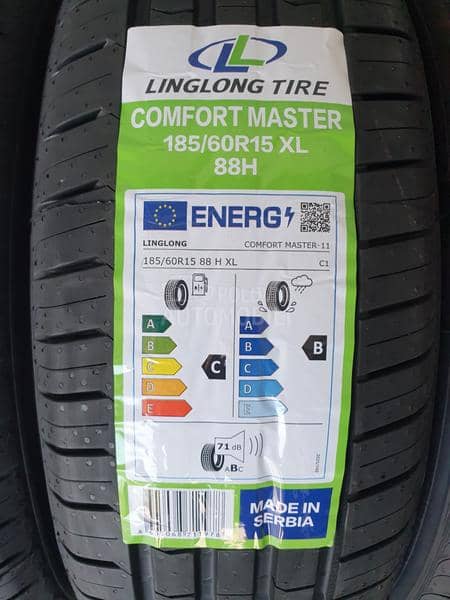 LINGLONG TIRE
COMFORT MASTER
185/60R15 XL
88H
ENERG
LINGLONG COMFORT MASTER-11
185/60R15 88 H XL C1
A A
B B B
C C C
D D
E
71 dB
ABC
MADE IN
SERBIA